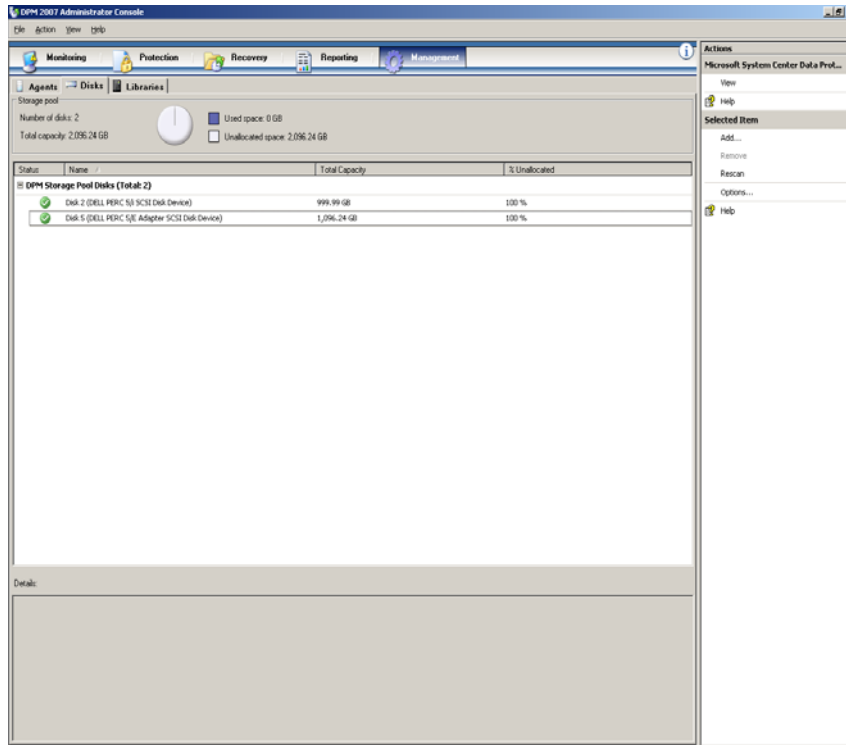 DPM 2007 Administrator Console
File Action View Help
Monitoring Protection Recovery Reporting Management
Agents Disks Libraries
Storage pool
Number of disks: 2
Used space: 0 GB
Total capacity: 2,096.24 GB
Unallocated space: 2,096.24 GB
Status Name Total Capacity % Unallocated
DPM Storage Pool Disks (Total: 2)
Disk 2 (DELL PERC 5/i SCSI Disk Device) 999.99 GB 100 %
Disk 5 (DELL PERC 5/E Adapter SCSI Disk Device) 1,096.24 GB 100 %
Details:
Actions
Microsoft System Center Data Prot...
View
Help
Selected Item
Add...
Remove
Rescan
Options...
Help